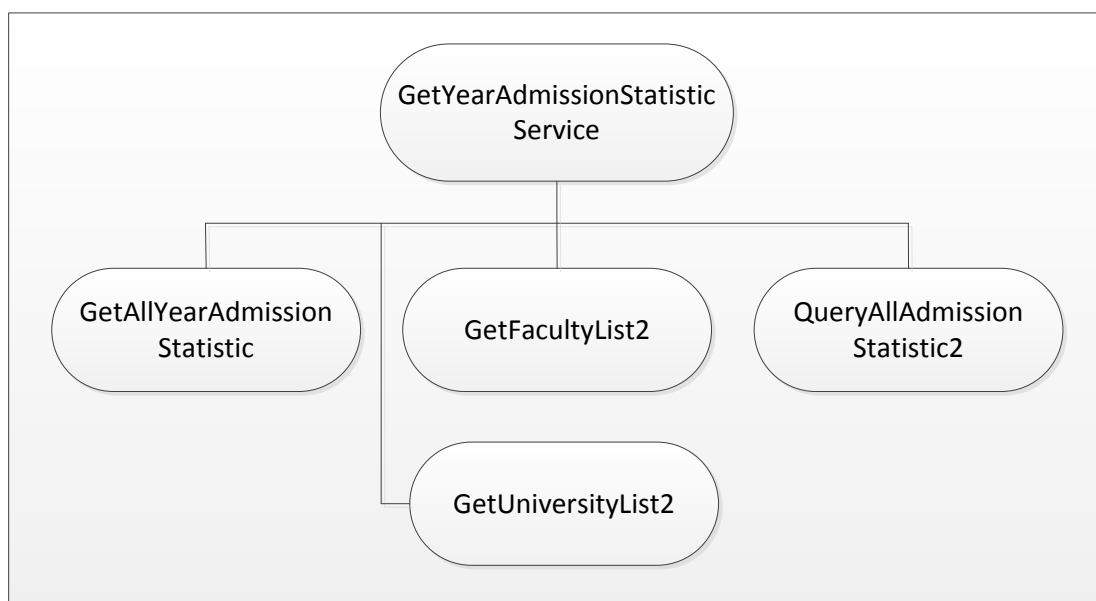 GetYearAdmissionStatistic
Service
GetAllYearAdmission
Statistic
GetFacultyList2
QueryAllAdmission
Statistic2
GetUniversityList2